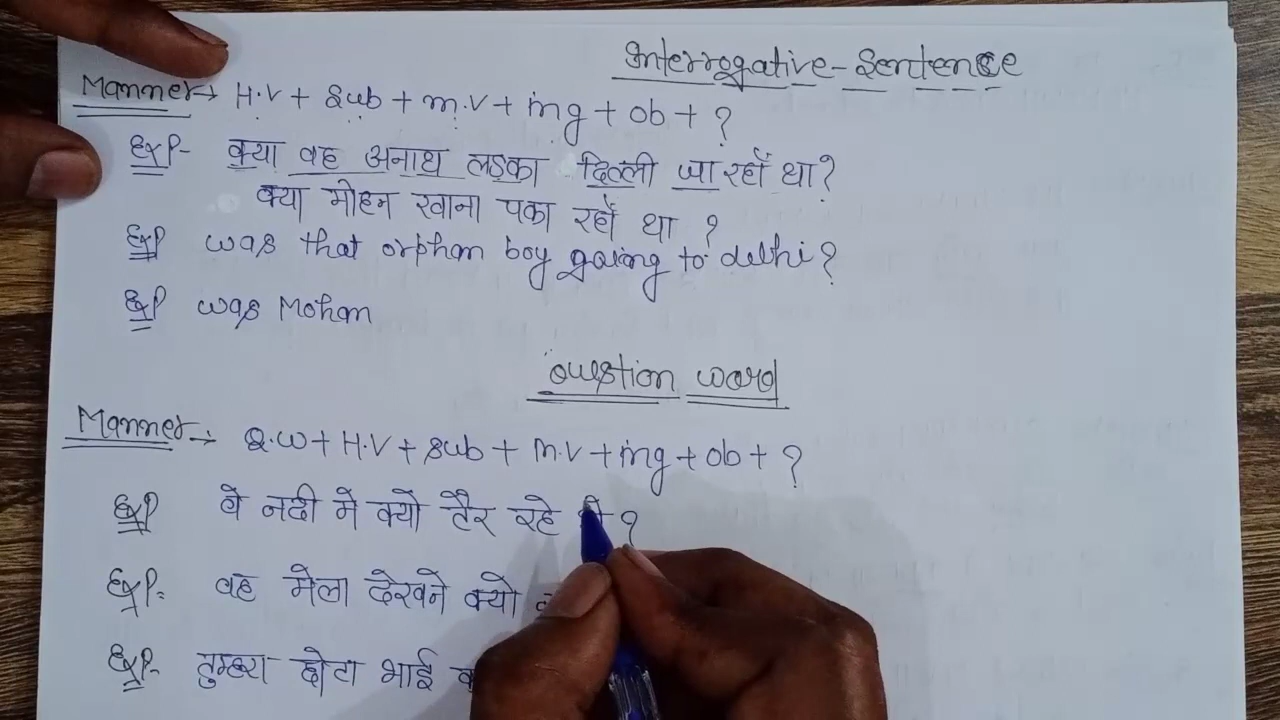 Interrogative-Sentence
Manner→ H.V + Sub + m.V + ing + ob + ?
Exp- क्या वह अनाथ लड़का दिल्ली जा रहाँ था?
क्या मोहन खाना पका रहाँ था ?
Exp was that orphan boy going to delhi?
Exp was Mohan
Question word
Manner→ Q.W + H.V + Sub + m.V + ing + ob + ?
Exp वे नदी मे क्यों टैर रहे ?
Exp:- वह मेला देखने क्यो
Exp- तुम्हरा छोटा भाई